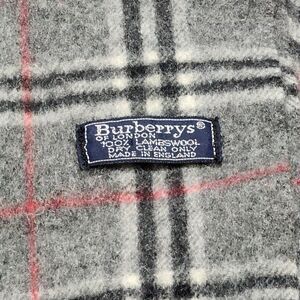 Burberrys®
OF LONDON
100% LAMBSWOOL
DRY CLEAN ONLY
MADE IN ENGLAND